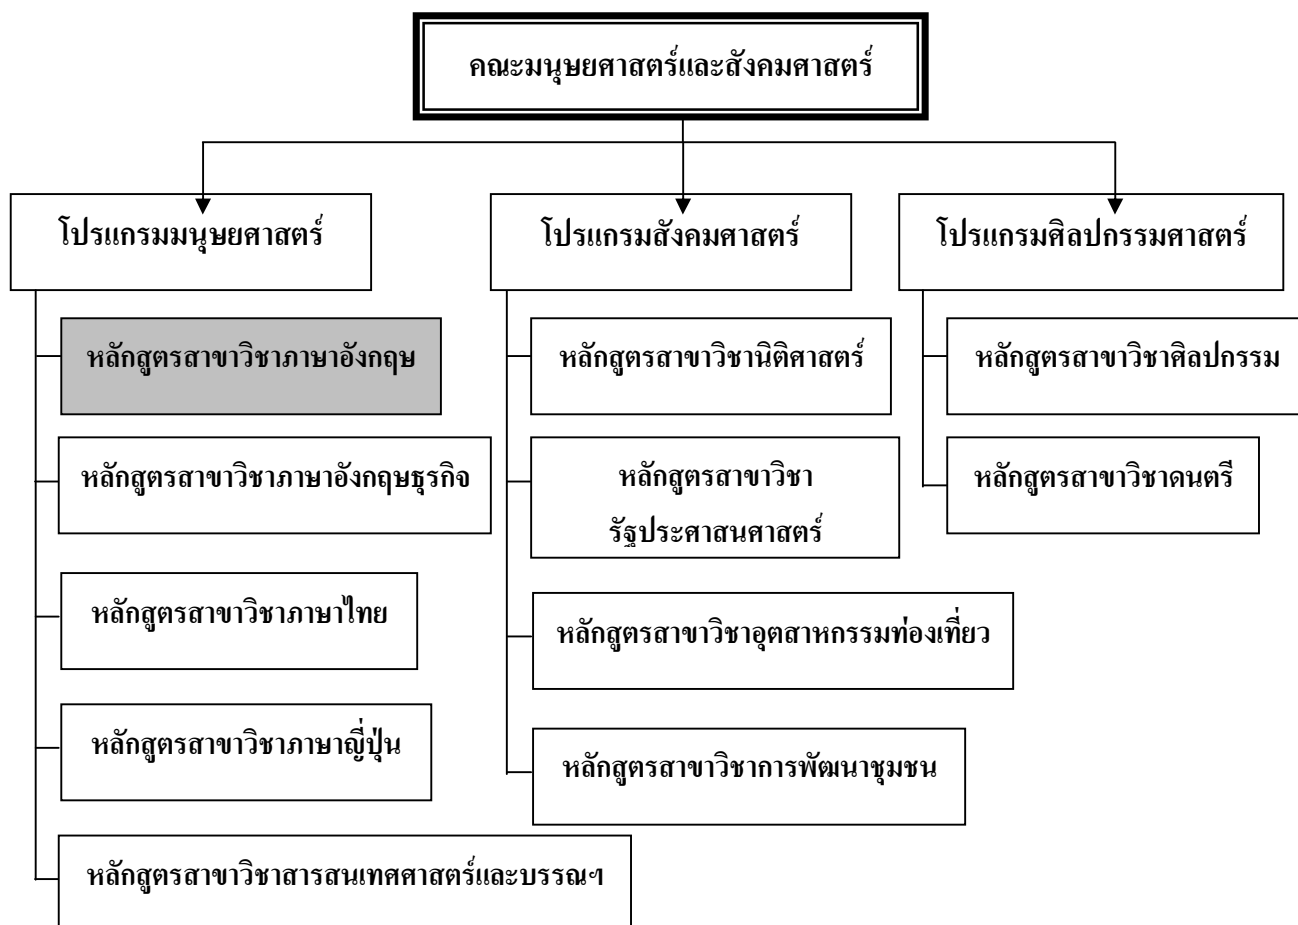 คณะมนุษยศาสตร์และสังคมศาสตร์
โปรแกรมมนุษยศาสตร์
โปรแกรมสังคมศาสตร์
โปรแกรมศิลปกรรมศาสตร์
หลักสูตรสาขาวิชาภาษาอังกฤษ
หลักสูตรสาขาวิชานิติศาสตร์
หลักสูตรสาขาวิชาศิลปกรรม
หลักสูตรสาขาวิชาภาษาอังกฤษธุรกิจ
หลักสูตรสาขาวิชา
รัฐประศาสนศาสตร์
หลักสูตรสาขาวิชาดนตรี
หลักสูตรสาขาวิชาภาษาไทย
หลักสูตรสาขาวิชาอุตสาหกรรมท่องเที่ยว
หลักสูตรสาขาวิชาภาษาญี่ปุ่น
หลักสูตรสาขาวิชาการพัฒนาชุมชน
หลักสูตรสาขาวิชาสารสนเทศศาสตร์และบรรณฯ